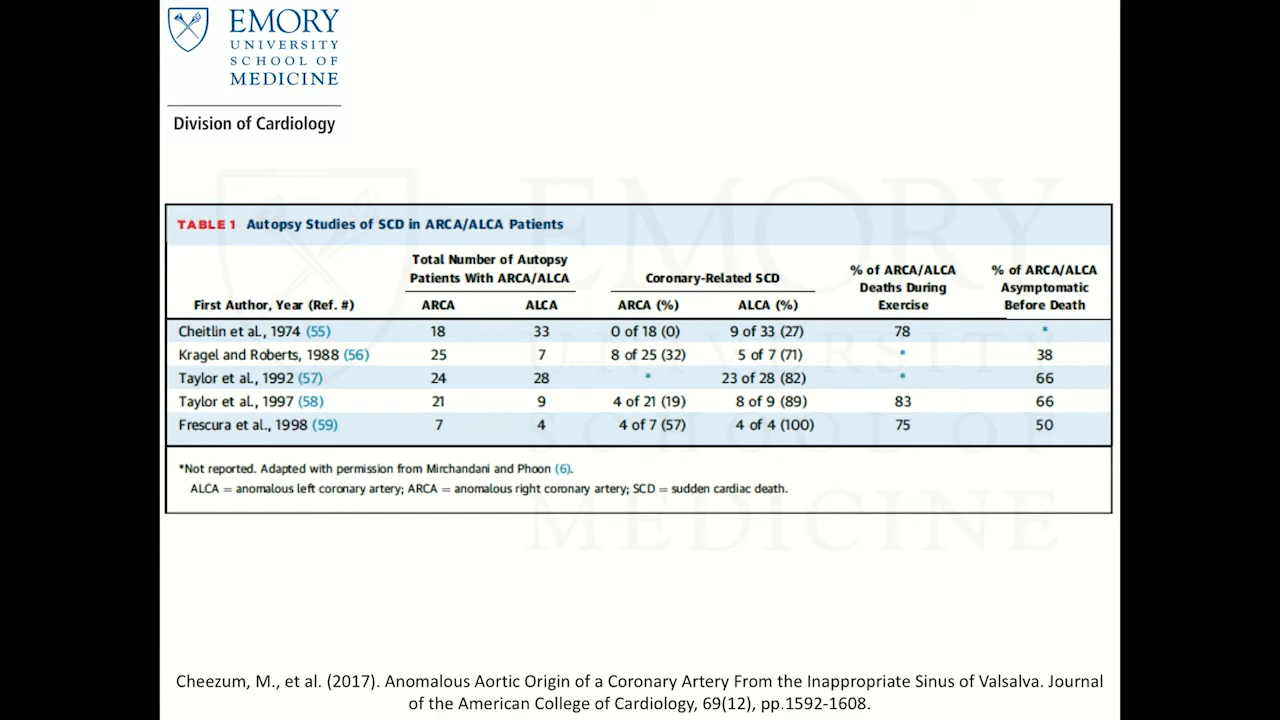 EMORY
UNIVERSITY
SCHOOL OF
MEDICINE
Division of Cardiology
EMORY
UNIVERSITY
SCHOOL OF
MEDICINE
TABLE 1 Autopsy Studies of SCD in ARCA/ALCA Patients
Total Number of Autopsy Patients With ARCA/ALCA
Coronary-Related SCD
% of ARCA/ALCA Deaths During Exercise
% of ARCA/ALCA Asymptomatic Before Death
First Author, Year (Ref. #) ARCA ALCA ARCA (%) ALCA (%)
Cheitlin et al., 1974 (55) 18 33 0 of 18 (0) 9 of 33 (27) 78 *
Kragel and Roberts, 1988 (56) 25 7 8 of 25 (32) 5 of 7 (71) * 38
Taylor et al., 1992 (57) 24 28 * 23 of 28 (82) * 66
Taylor et al., 1997 (58) 21 9 4 of 21 (19) 8 of 9 (89) 83 66
Frescura et al., 1998 (59) 7 4 4 of 7 (57) 4 of 4 (100) 75 50
*Not reported. Adapted with permission from Mirchandani and Phoon (6).
ALCA = anomalous left coronary artery; ARCA = anomalous right coronary artery; SCD = sudden cardiac death.
Cheezum, M., et al. (2017). Anomalous Aortic Origin of a Coronary Artery From the Inappropriate Sinus of Valsalva. Journal
of the American College of Cardiology, 69(12), pp.1592-1608.